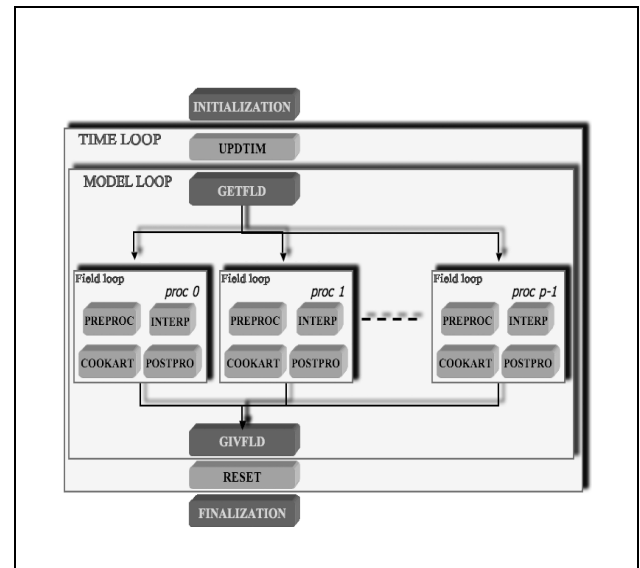 INITIALIZATION
TIME LOOP
UPDTIM
MODEL LOOP
GETFLD
Field loop
proc 0
PREPROC
INTERP
COOKART
POSTPRO
Field loop
proc 1
PREPROC
INTERP
COOKART
POSTPRO
Field loop
proc p-1
PREPROC
INTERP
COOKART
POSTPRO
GIVFLD
RESET
FINALIZATION